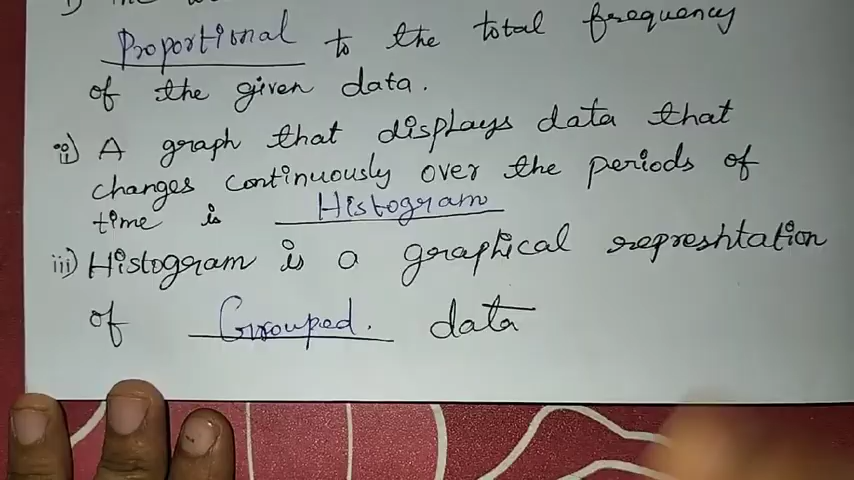 Proportional to the total frequency
of the given data.
ii) A graph that displays data that
changes continuously over the periods of
time is Histogram
iii) Histogram is a graphical represhtation
of Grouped. data